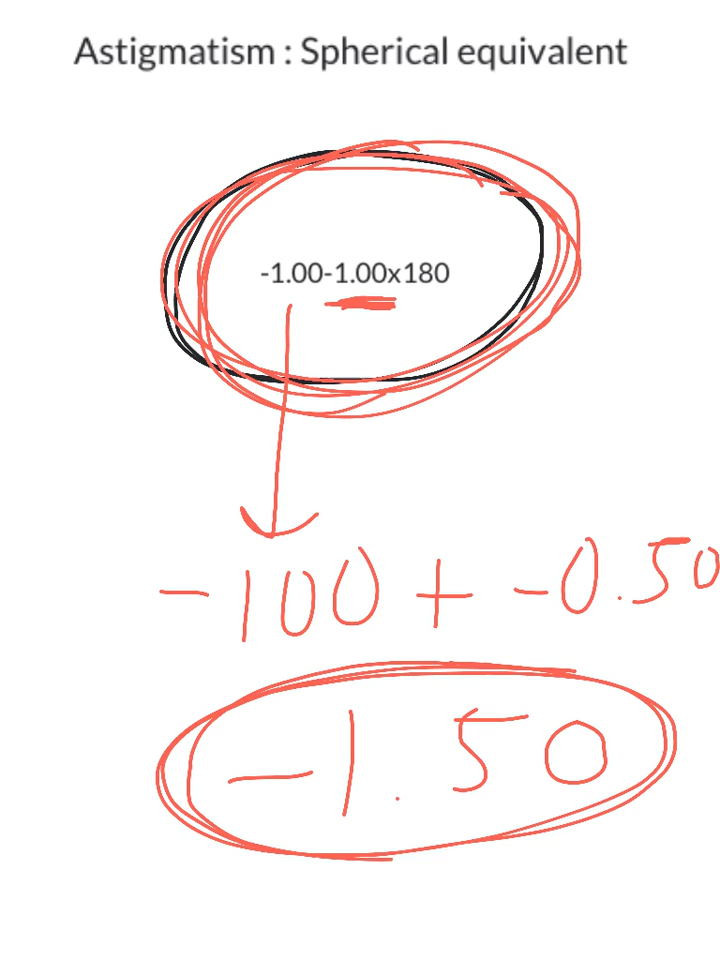 Astigmatism : Spherical equivalent
-1.00-1.00x180
-100 + -0.50
-1.50